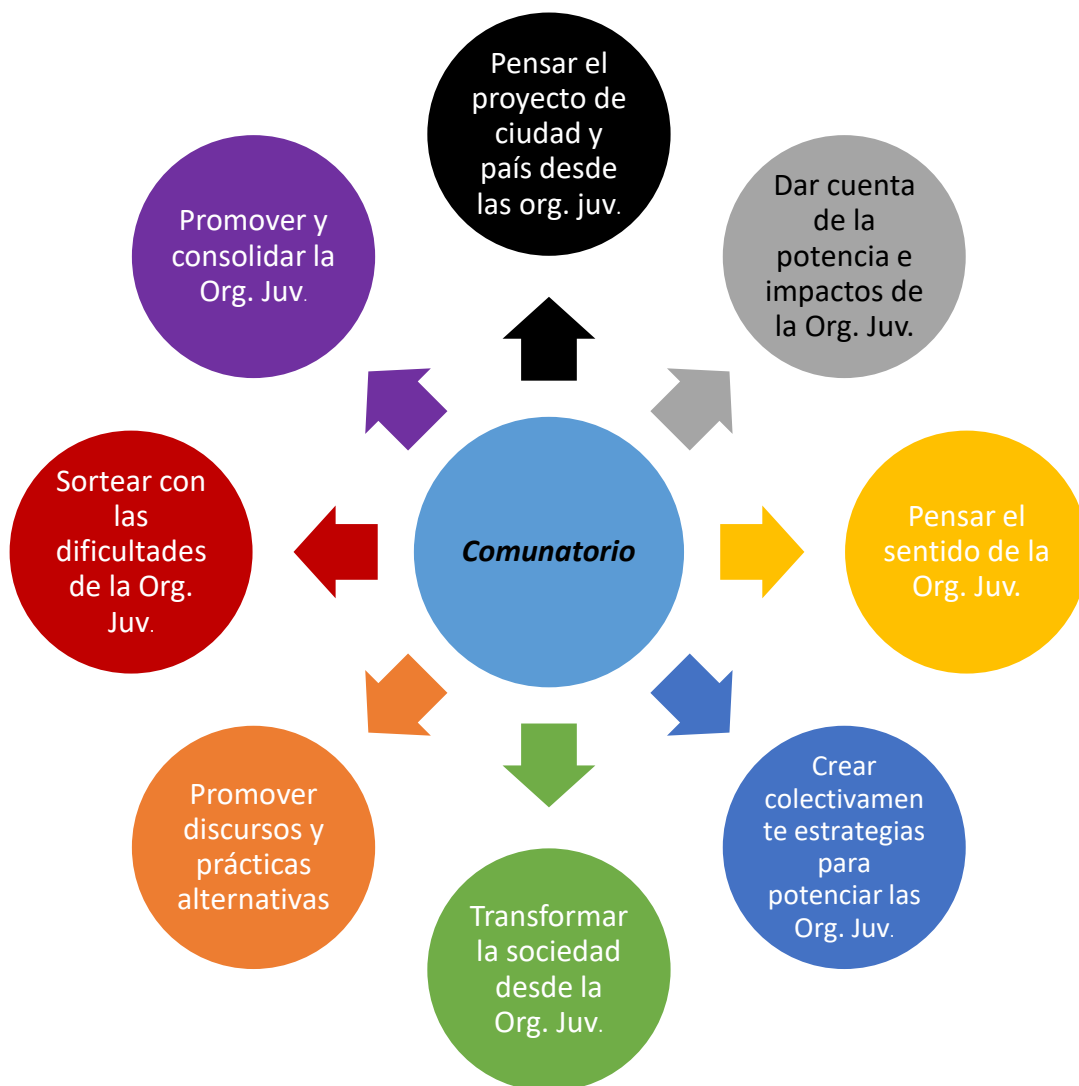 Pensar el
proyecto de
ciudad y
país desde
las org. juv.
Dar cuenta
de la
potencia e
impactos de
la Org. Juv.
Pensar el
sentido de la
Org. Juv.
Crear
colectivamen
te estrategias
para
potenciar las
Org. Juv.
Transformar
la sociedad
desde la
Org. Juv.
Promover
discursos y
prácticas
alternativas
Sortear con
las
dificultades
de la Org.
Juv.
Promover y
consolidar la
Org. Juv.
Comunatorio